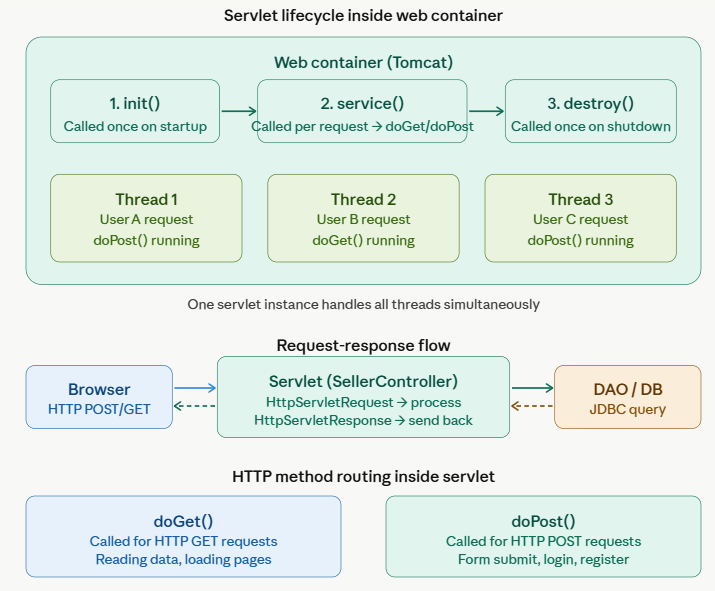 Servlet lifecycle inside web container
Web container (Tomcat)
1. init()
Called once on startup
2. service()
Called per request → doGet/doPost
3. destroy()
Called once on shutdown
Thread 1
User A request
doPost() running
Thread 2
User B request
doGet() running
Thread 3
User C request
doPost() running
One servlet instance handles all threads simultaneously
Request-response flow
Browser
HTTP POST/GET
Servlet (SellerController)
HttpServletRequest → process
HttpServletResponse → send back
DAO / DB
JDBC query
HTTP method routing inside servlet
doGet()
Called for HTTP GET requests
Reading data, loading pages
doPost()
Called for HTTP POST requests
Form submit, login, register